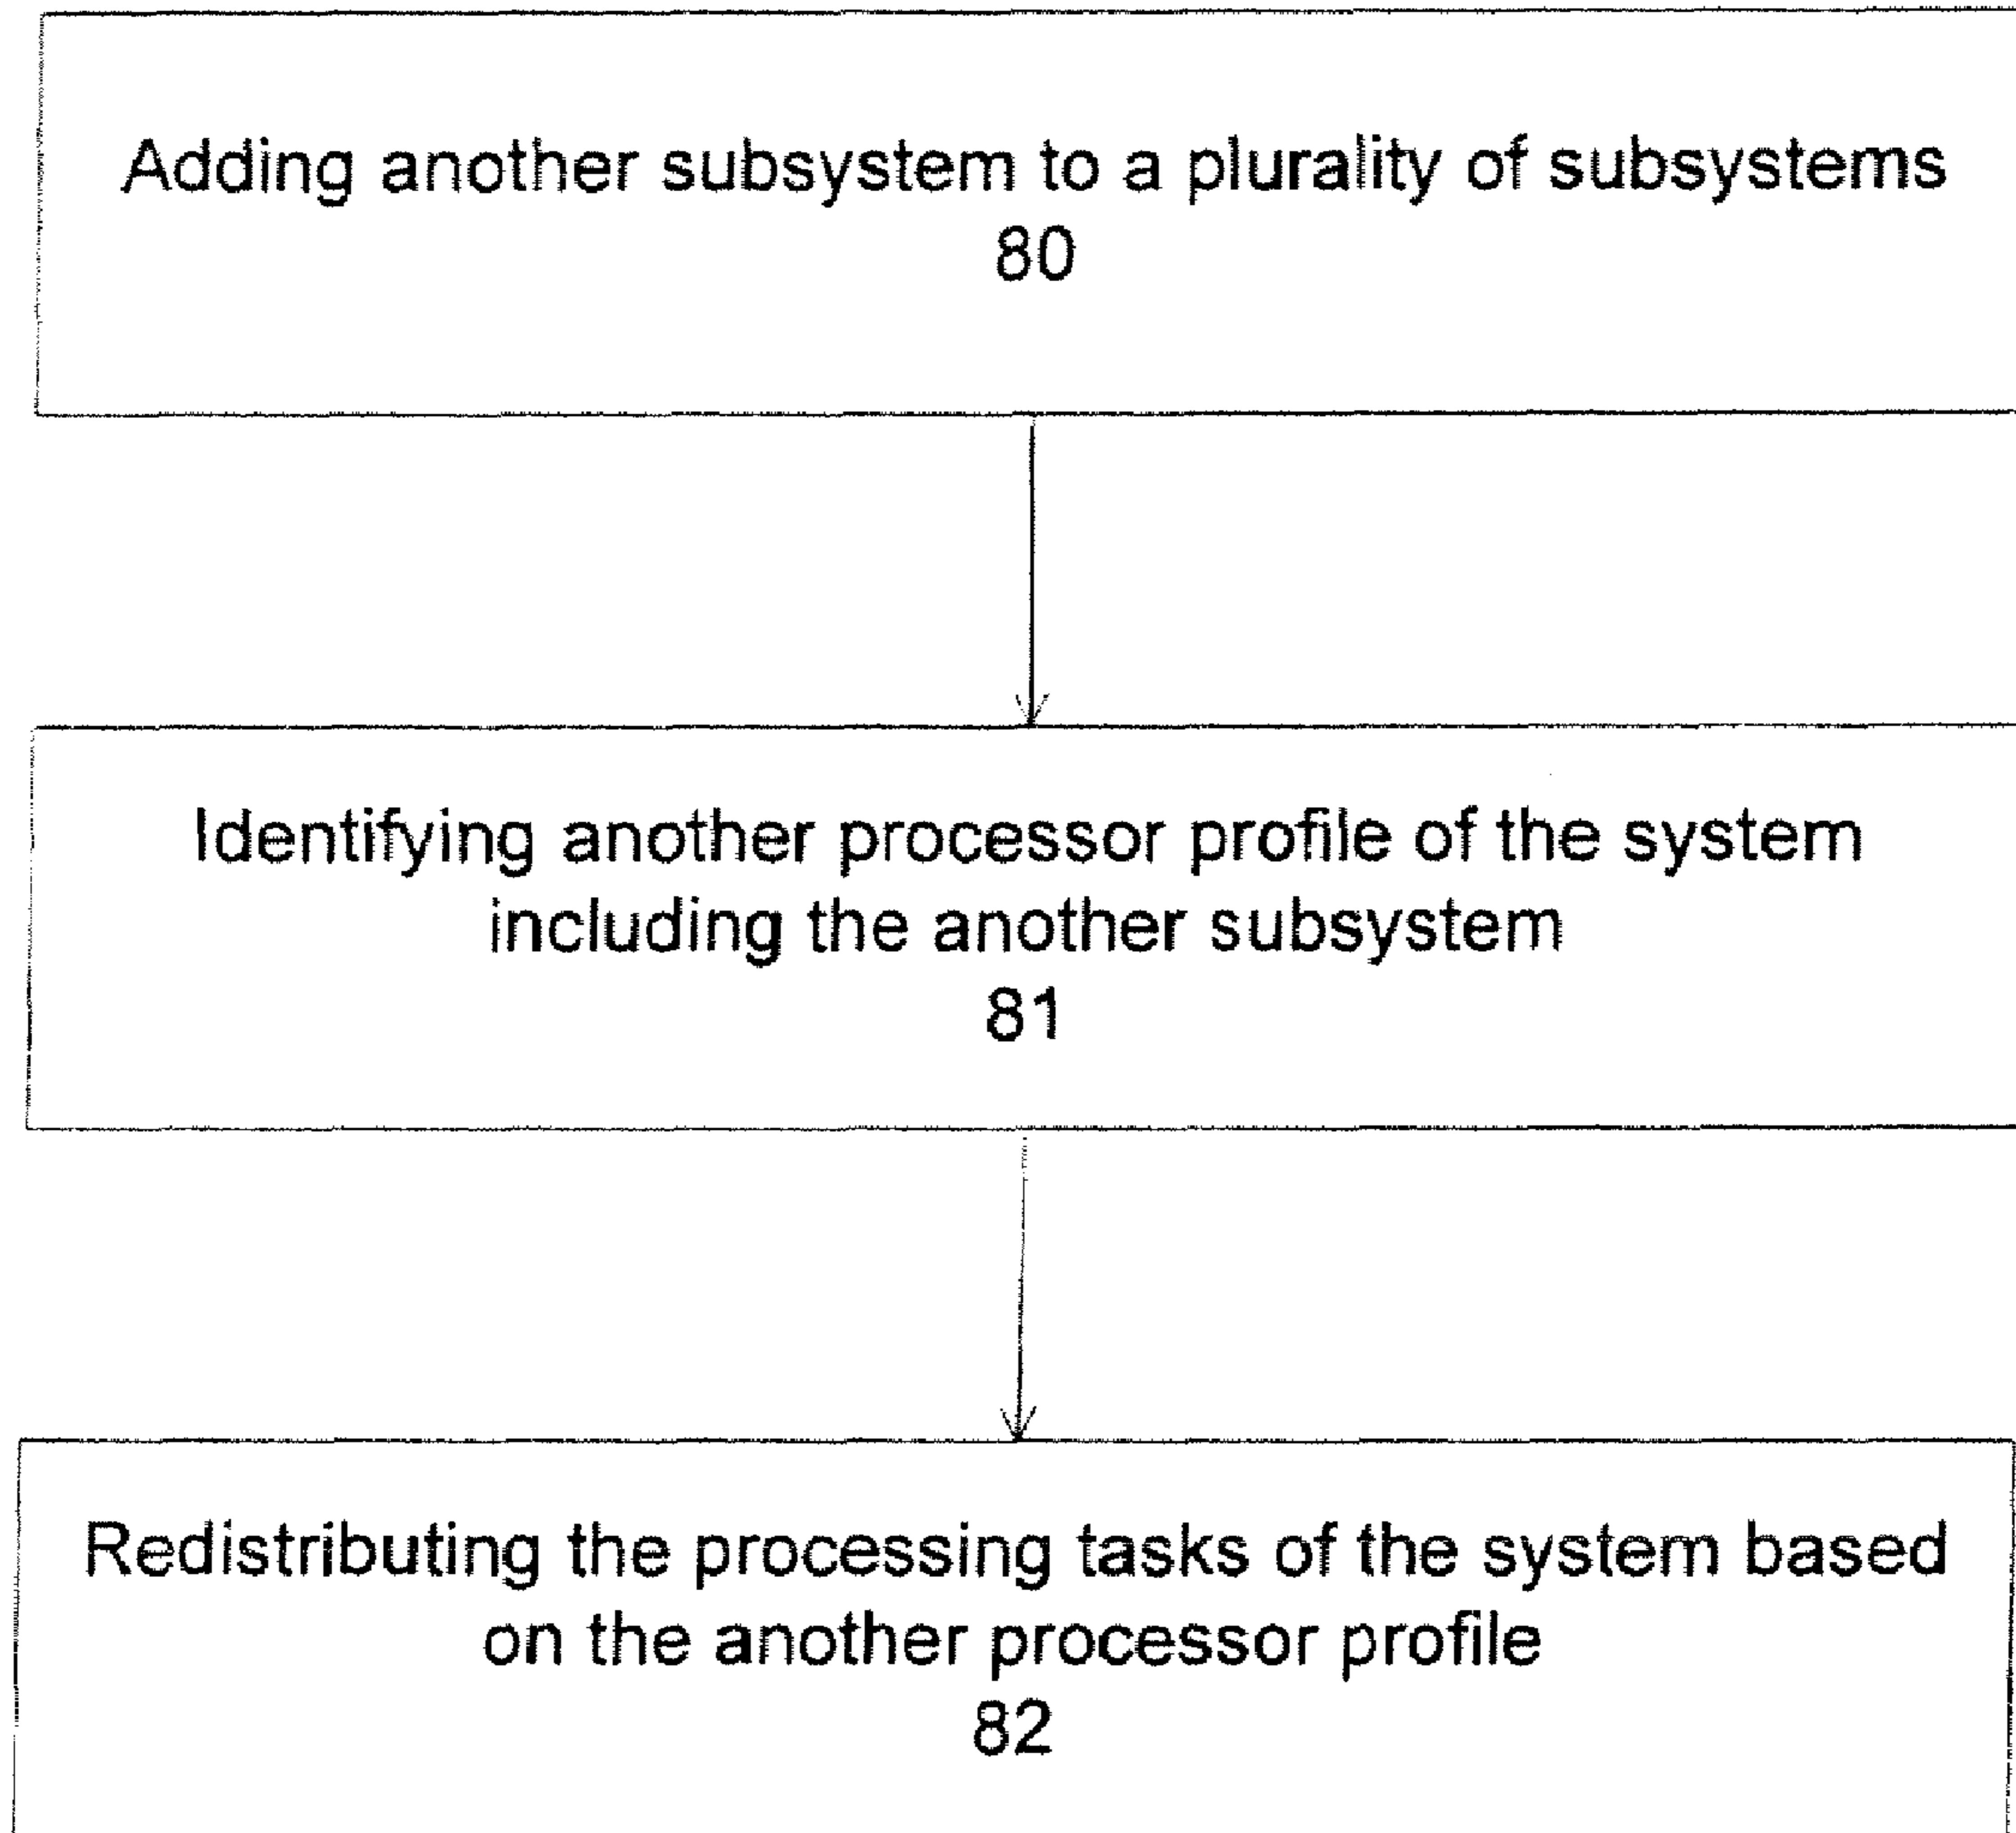 Adding another subsystem to a plurality of subsystems
80
Identifying another processor profile of the system
including the another subsystem
81
Redistributing the processing tasks of the system based
on the another processor profile
82